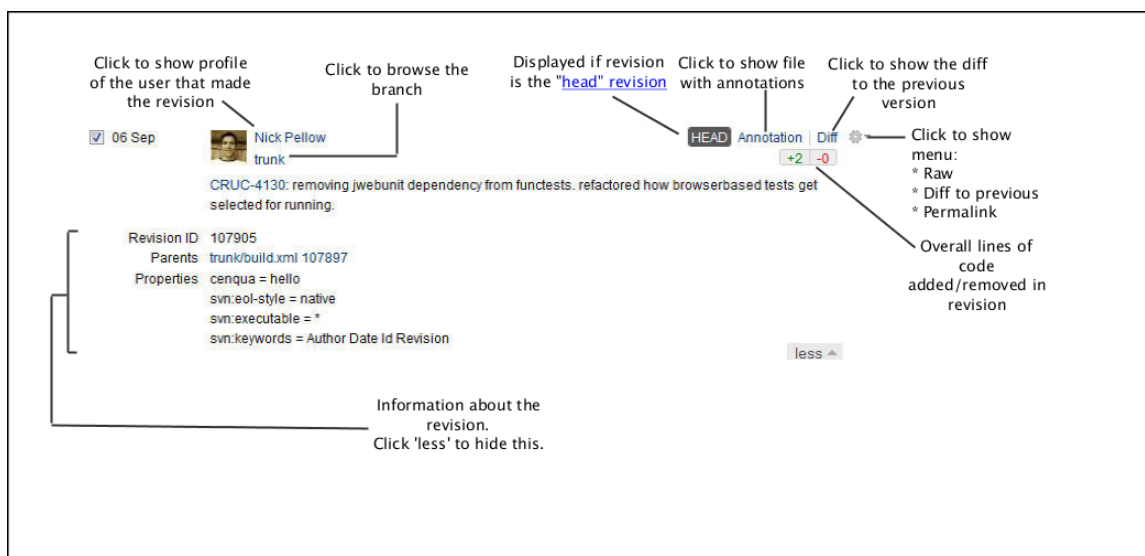 Click to show profile
of the user that made
the revision
Click to browse the
branch
Displayed if revision
is the "head" revision
Click to show file
with annotations
Click to show the diff
to the previous
version
06 Sep
Nick Pellow
trunk
HEAD Annotation Diff
+2 -0
Click to show
menu:
* Raw
* Diff to previous
* Permalink
CRUC-4130: removing jwebunit dependency from functests. refactored how browserbased tests get
selected for running.
Revision ID 107905
Parents trunk/build.xml 107897
Properties cenqua = hello
svn:eol-style = native
svn:executable = *
svn:keywords = Author Date Id Revision
Overall lines of
code
added/removed in
revision
less
Information about the
revision.
Click 'less' to hide this.